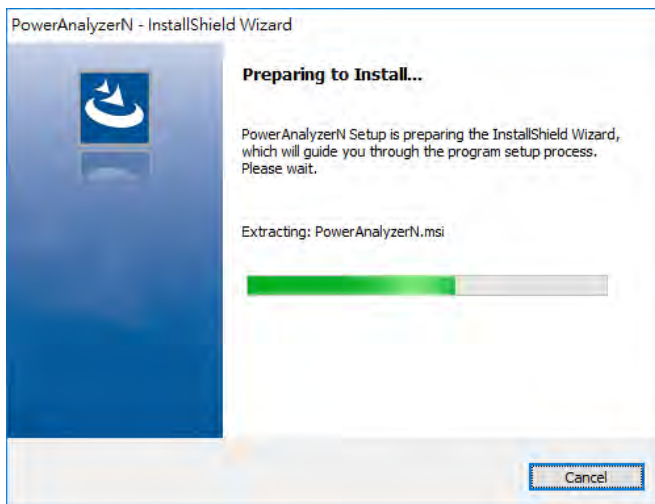 PowerAnalyzerN - InstallShield Wizard
Preparing to Install...
PowerAnalyzerN Setup is preparing the InstallShield Wizard,
which will guide you through the program setup process.
Please wait.
Extracting: PowerAnalyzerN.msi
Cancel